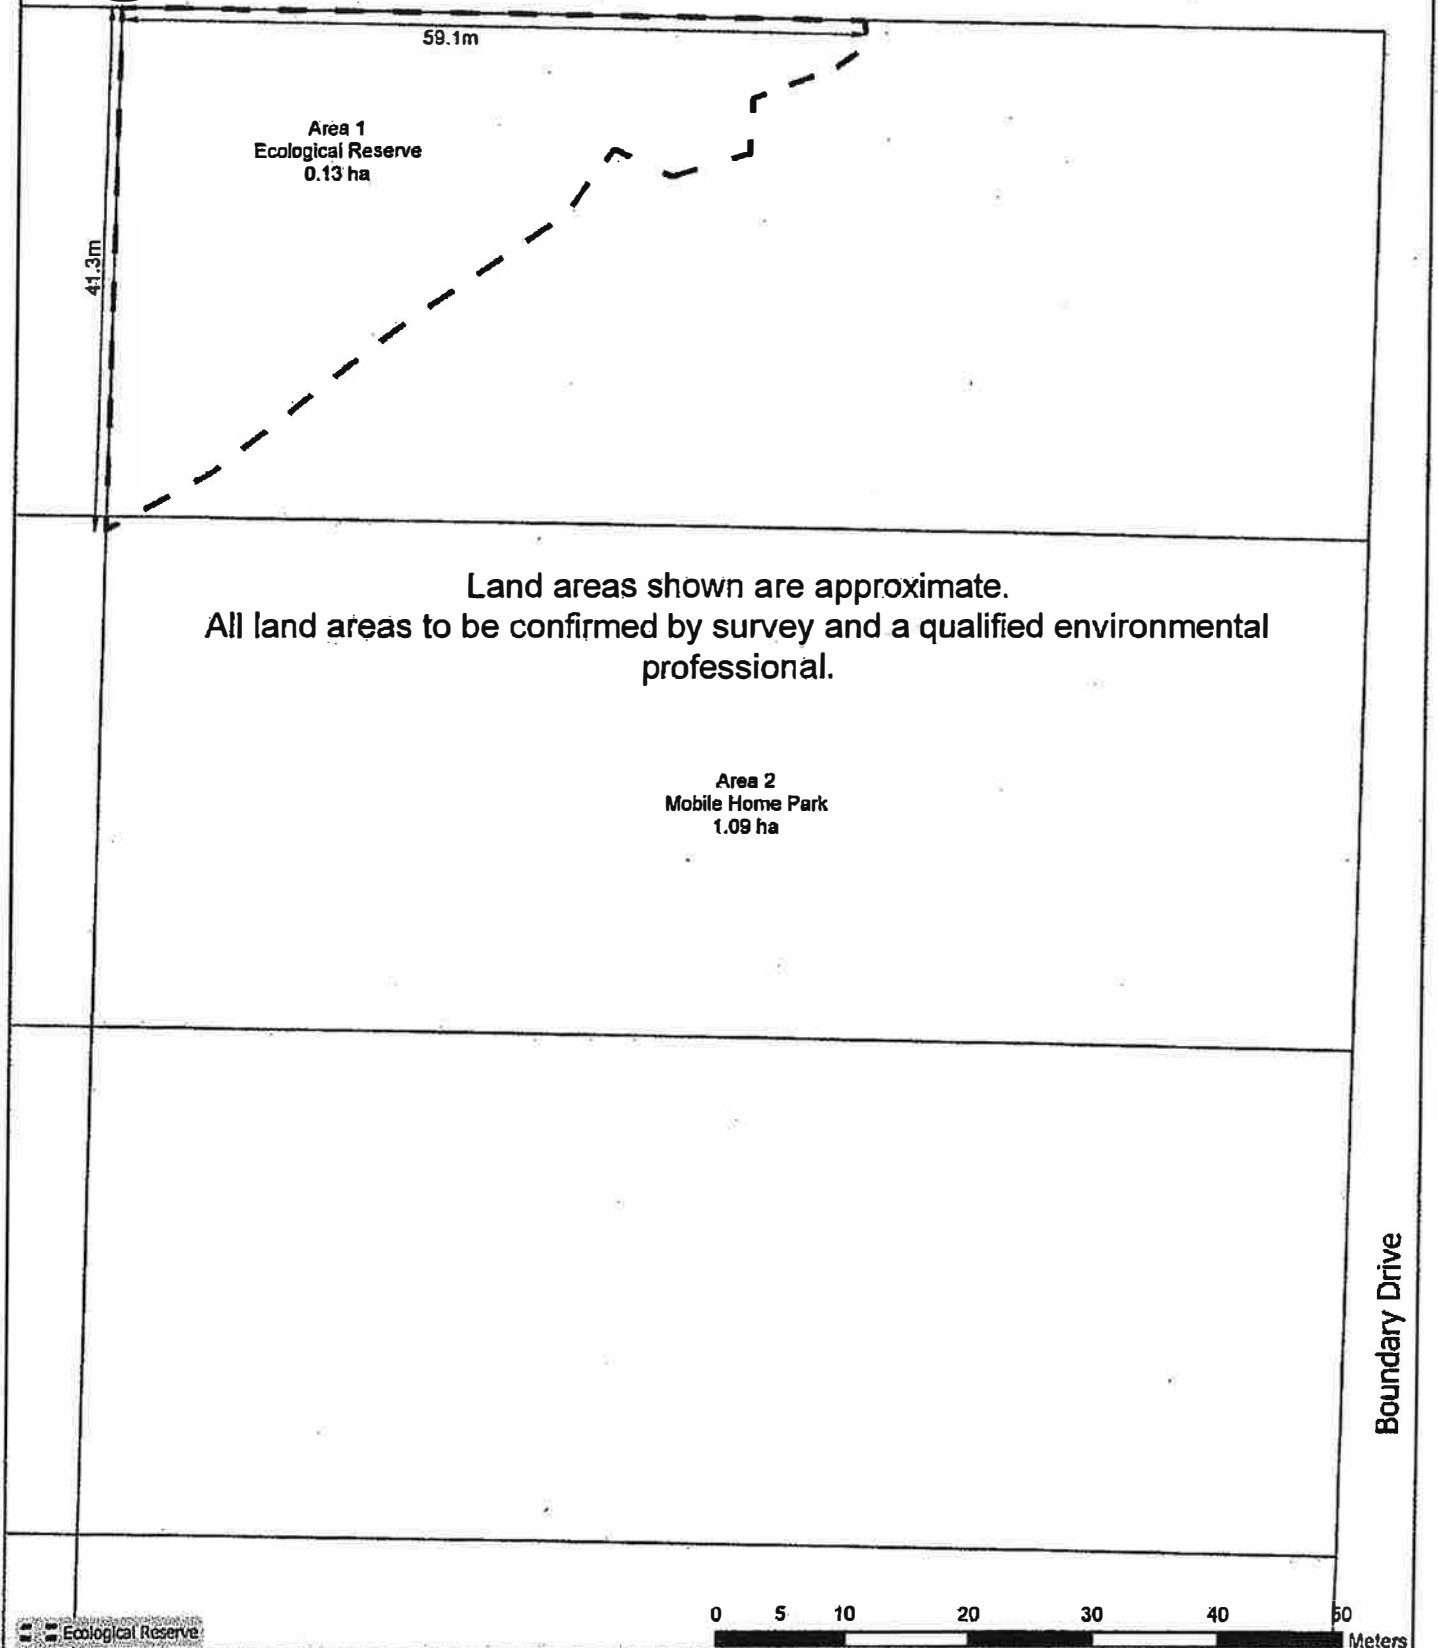 59.1m
Area 1
Ecological Reserve
0.13 ha
41.3m
Land areas shown are approximate.
All land areas to be confirmed by survey and a qualified environmental
professional.
Area 2
Mobile Home Park
1.09 ha
Boundary Drive
Ecological Reserve
0 5 10 20 30 40 50
Meters